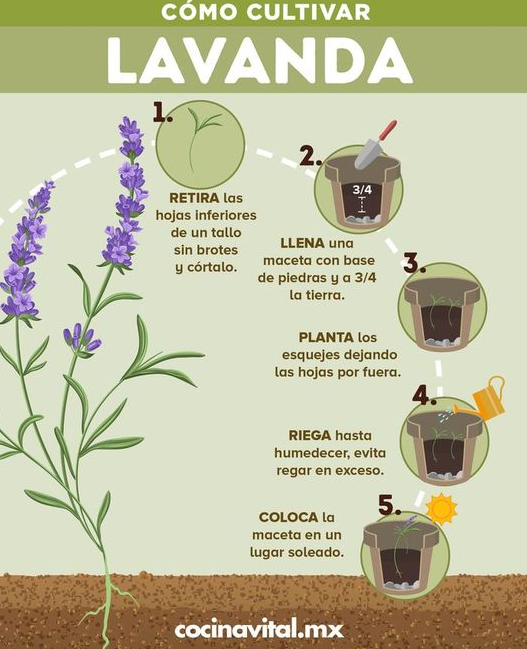 CÓMO CULTIVAR
LAVANDA
1.
RETIRA las
hojas inferiores
de un tallo
sin brotes
y córtalo.
2.
3/4
LLENA una
maceta con base
de piedras y a 3/4
la tierra.
3.
PLANTA los
esquejes dejando
las hojas por fuera.
4.
RIEGA hasta
humedecer, evita
regar en exceso.
5.
COLOCA la
maceta en un
lugar soleado.
cocinavital.mx